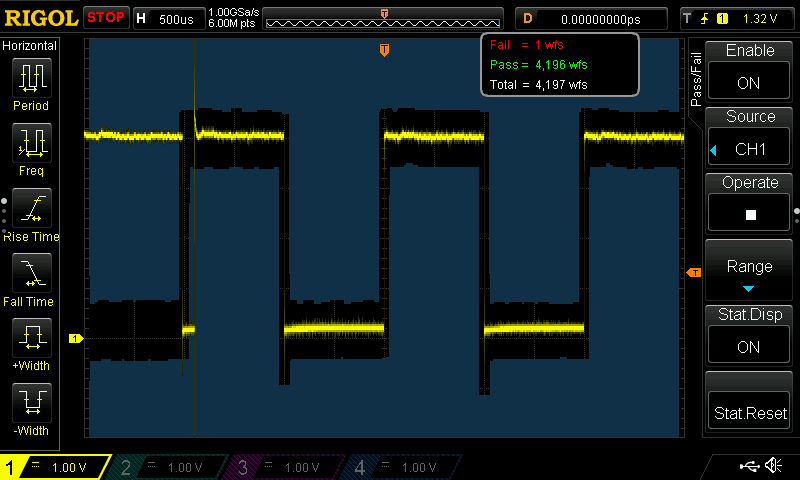 RIGOL STOP H 500us 1.00GSa/s 6.00M pts T D 0.00000000ps T 1 1.32 V
Horizontal
Period
Freq
Rise Time
Fall Time
+Width
-Width
T
Fail = 1 wfs
Pass = 4,196 wfs
Total = 4,197 wfs
1
T
Pass/Fail
Enable
ON
Source
CH1
Operate
Range
Stat.Disp
ON
Stat.Reset
1 = 1.00 V 2 = 1.00 V 3 = 1.00 V 4 = 1.00 V